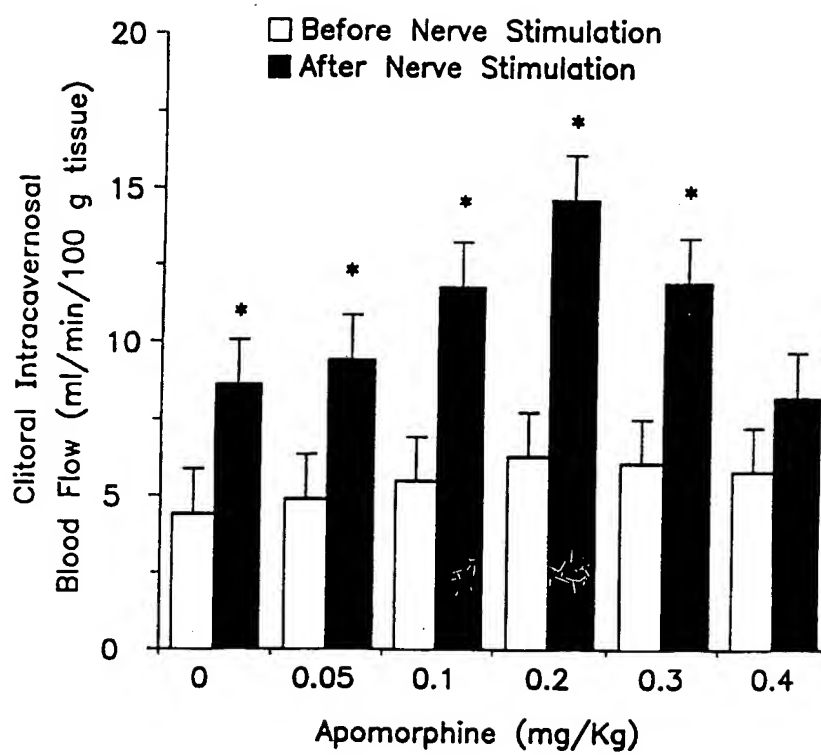 Before Nerve Stimulation
After Nerve Stimulation
Clitoral Intracavernosal
Blood Flow (ml/min/100 g tissue)
20
15
10
5
0
*
*
*
*
*
0 0.05 0.1 0.2 0.3 0.4
Apomorphine (mg/Kg)